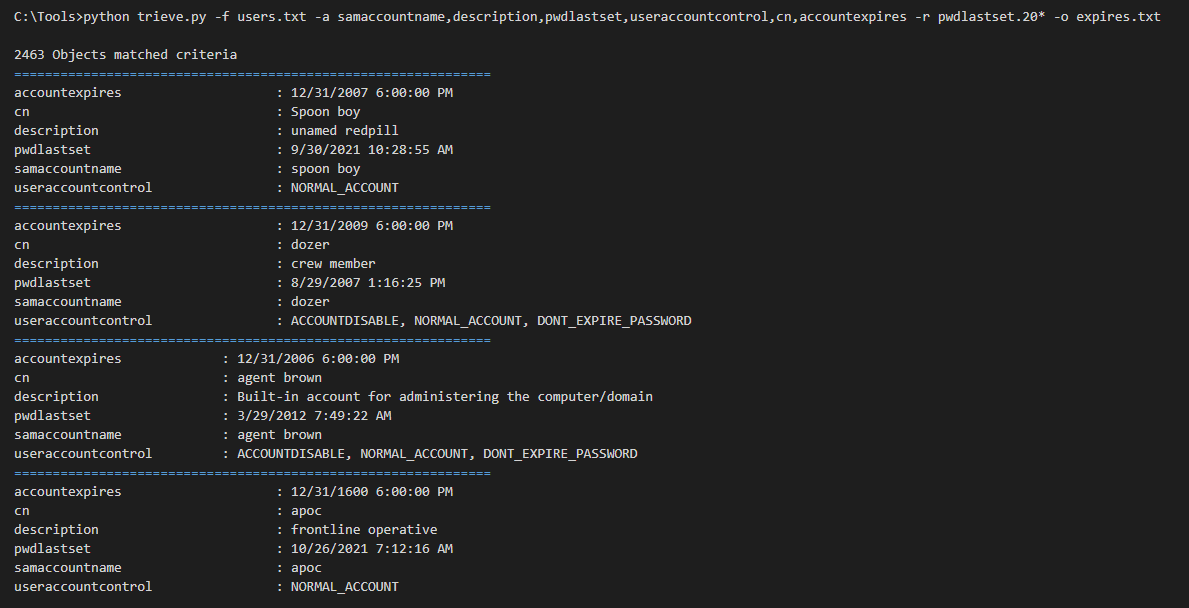 C:\Tools>python trieve.py -f users.txt -a samaccountname,description,pwdlastset,useraccountcontrol,cn,accountexpires -r pwdlastset.20* -o expires.txt
2463 Objects matched criteria
==============================================================
accountexpires : 12/31/2007 6:00:00 PM
cn : Spoon boy
description : unamed redpill
pwdlastset : 9/30/2021 10:28:55 AM
samaccountname : spoon boy
useraccountcontrol : NORMAL_ACCOUNT
==============================================================
accountexpires : 12/31/2009 6:00:00 PM
cn : dozer
description : crew member
pwdlastset : 8/29/2007 1:16:25 PM
samaccountname : dozer
useraccountcontrol : ACCOUNTDISABLE, NORMAL_ACCOUNT, DONT_EXPIRE_PASSWORD
==============================================================
accountexpires : 12/31/2006 6:00:00 PM
cn : agent brown
description : Built-in account for administering the computer/domain
pwdlastset : 3/29/2012 7:49:22 AM
samaccountname : agent brown
useraccountcontrol : ACCOUNTDISABLE, NORMAL_ACCOUNT, DONT_EXPIRE_PASSWORD
==============================================================
accountexpires : 12/31/1600 6:00:00 PM
cn : apoc
description : frontline operative
pwdlastset : 10/26/2021 7:12:16 AM
samaccountname : apoc
useraccountcontrol : NORMAL_ACCOUNT